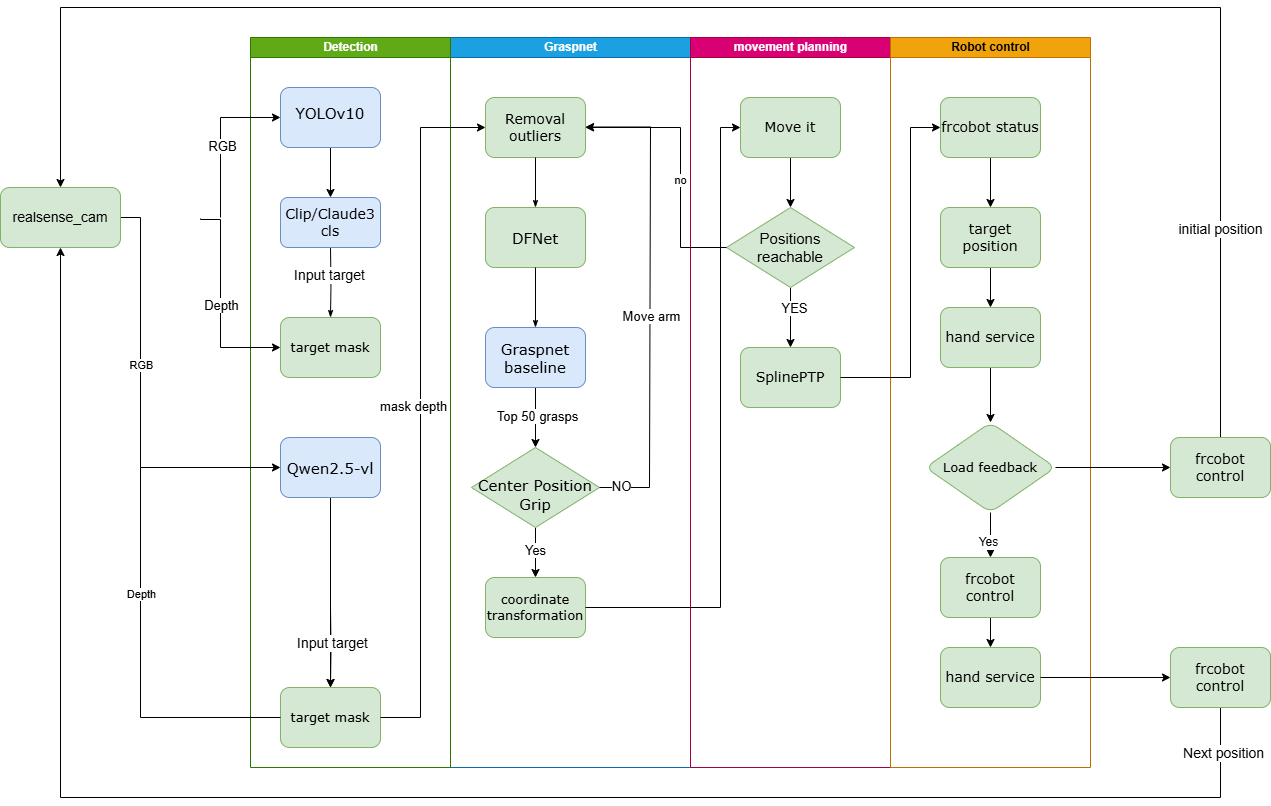 Detection
Graspnet
movement planning
Robot control
realsense_cam
RGB
Depth
YOLOv10
Clip/Claude3
cls
Input target
target mask
RGB
Qwen2.5-vl
Depth
Input target
target mask
mask depth
Removal
outliers
DFNet
Graspnet
baseline
Top 50 grasps
Center Position
Grip
NO
Move arm
Yes
coordinate
transformation
Move it
no
Positions
reachable
YES
SplinePTP
frcobot status
target
position
hand service
Load feedback
Yes
frcobot
control
hand service
initial position
frcobot
control
frcobot
control
Next position